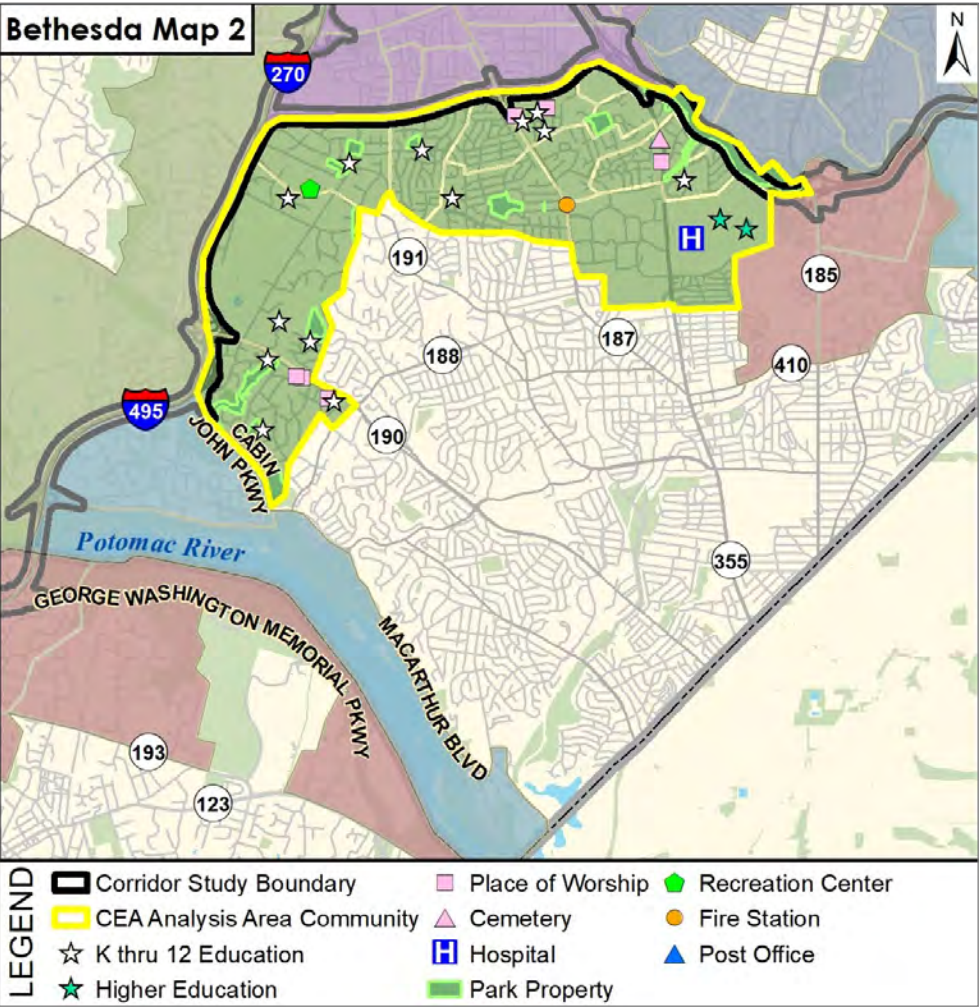 Bethesda Map 2
N
270
191
185
188
187
410
495
CABIN
JOHN PKWY
190
Potomac River
355
GEORGE WASHINGTON MEMORIAL PKWY
MACARTHUR BLVD
193
123
LEGEND
Corridor Study Boundary
CEA Analysis Area Community
K thru 12 Education
Higher Education
Place of Worship
Cemetery
H Hospital
Park Property
Recreation Center
Fire Station
Post Office
H